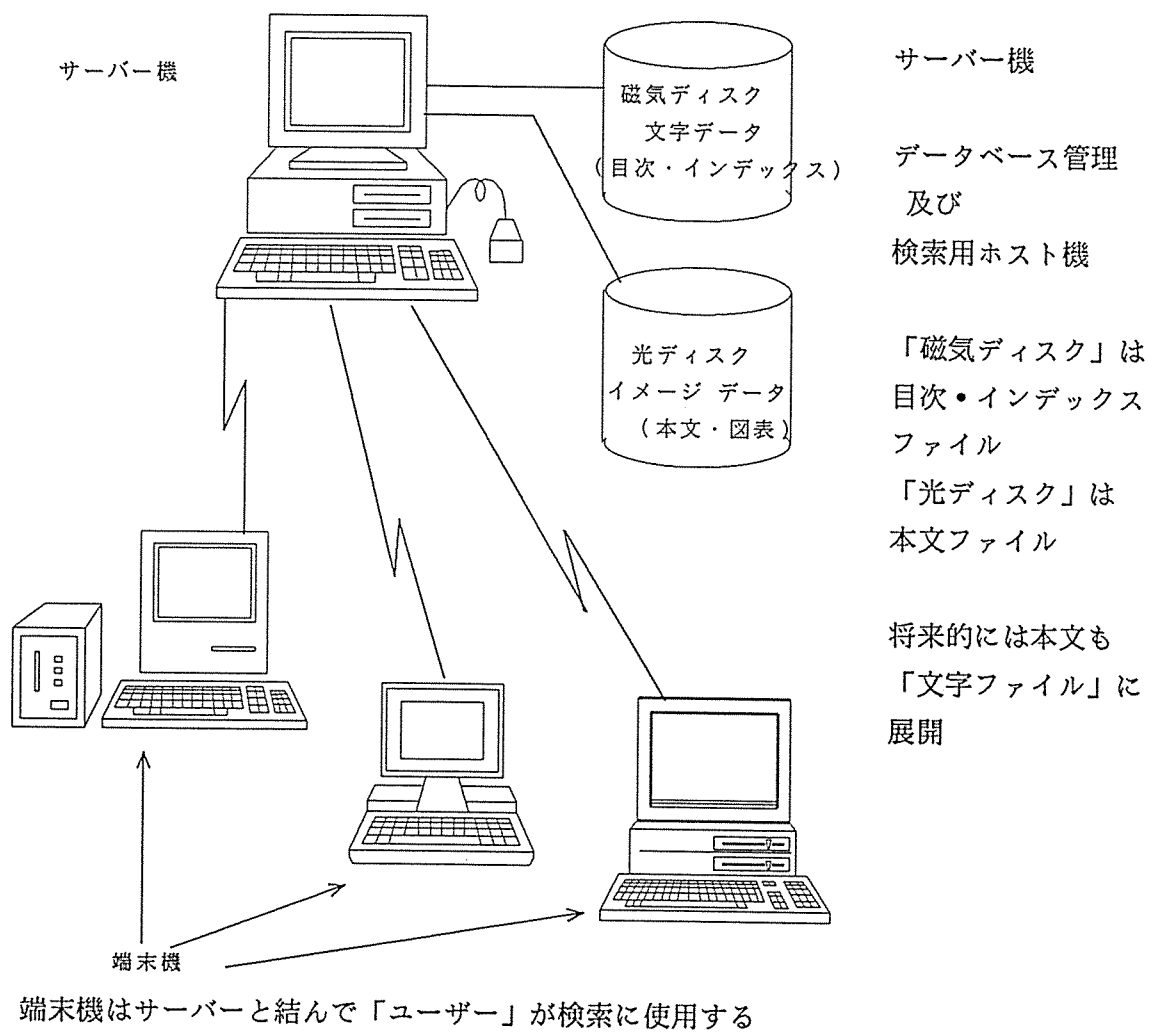 サーバー機
磁気ディスク
文字データ
(目次・インデックス)
光ディスク
イメージ データ
(本文・図表)
サーバー機
データベース管理
及び
検索用ホスト機
「磁気ディスク」は
目次・インデックス
ファイル
「光ディスク」は
本文ファイル
将来的には本文も
「文字ファイル」に
展開
端末機
端末機はサーバーと結んで「ユーザー」が検索に使用する